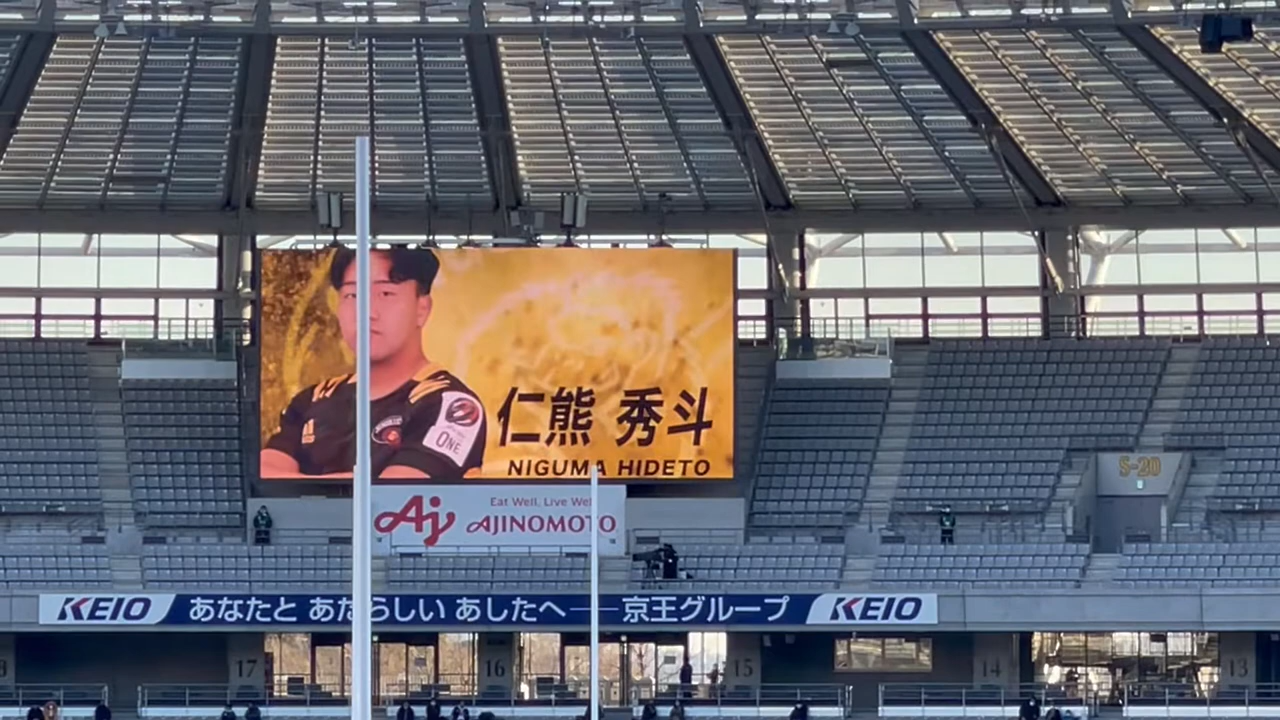 仁熊 秀斗
NIGUMA HIDETO
ONE
Eat Well, Live Well
AJINOMOTO
S-20
KEIO あなたと あたらしい あしたへ──京王グループ KEIO
17
16
15
14
13